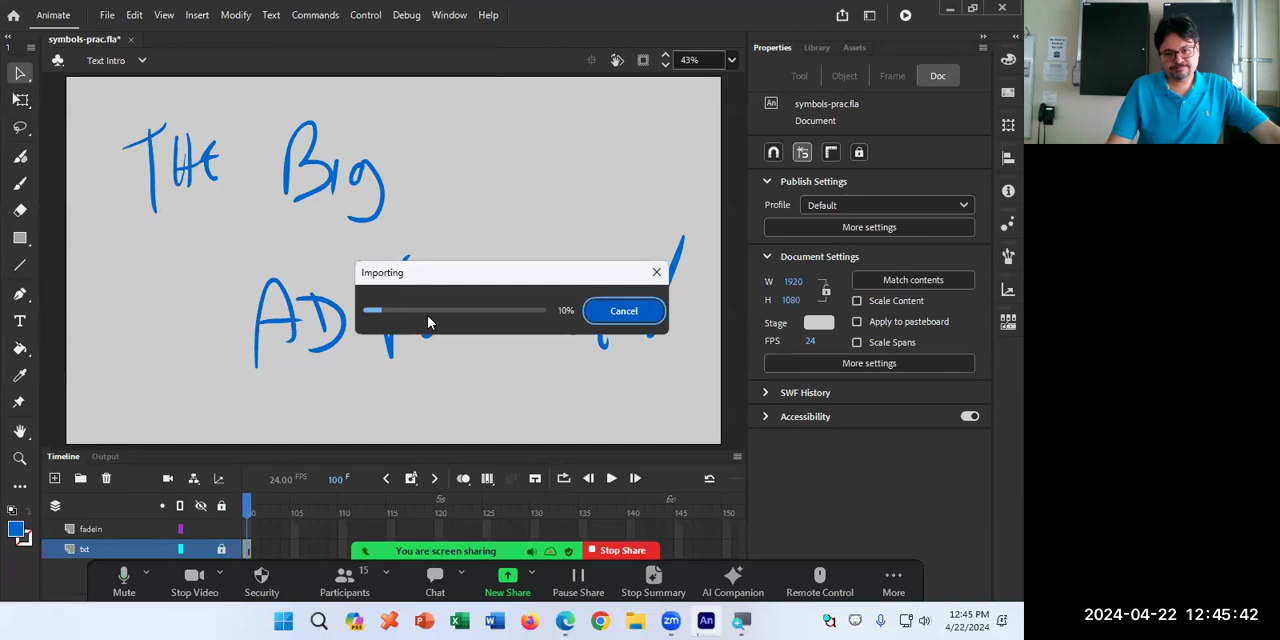 Animate File Edit View Insert Modify Text Commands Control Debug Window Help
symbols-prac.fla*
Text Intro 43%
Properties Library Assets
Tool Object Frame Doc
An symbols-prac.fla
Document
Publish Settings
Profile Default
More settings
Document Settings
W 1920 Match contents
H 1080 Scale Content
Stage Apply to pasteboard
FPS 24 Scale Spans
More settings
SWF History
Accessibility
THE BIg
AD
Importing
10% Cancel
Timeline Output
24.00 FPS 100 F
5s
105 110 115 120 125 130 135 140 145 150
fadein
txt
You are screen sharing Stop Share
15
Mute Stop Video Security Participants Chat New Share Pause Share Stop Summary AI Companion Remote Control More
12:45 PM
4/22/2024
2024-04-22 12:45:42